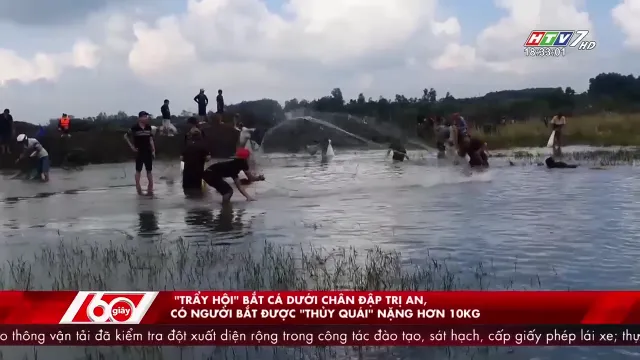 HTV7 HD
18:33:01
60 giây
"TRẨY HỘI" BẮT CÁ DƯỚI CHÂN ĐẬP TRỊ AN,
CÓ NGƯỜI BẮT ĐƯỢC "THỦY QUÁI" NẶNG HƠN 10KG
o thông vận tải đã kiểm tra đột xuất diện rộng trong công tác đào tạo, sát hạch, cấp giấy phép lái xe; thự